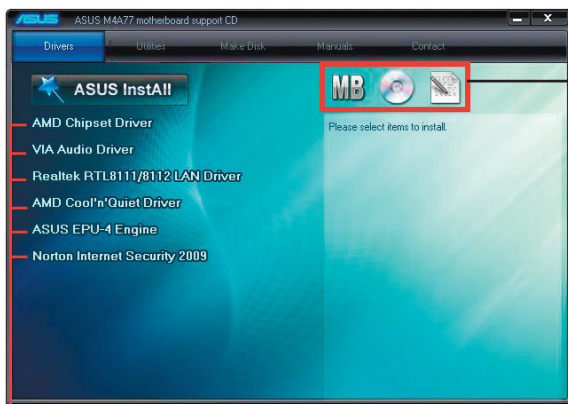 ASUS ASUS M4A77 motherboard support CD
Drivers Utilities Make Disk Manuals Contact
ASUS InstAll
MB
AMD Chipset Driver
VIA Audio Driver
Realtek RTL8111/8112 LAN Driver
AMD Cool'n'Quiet Driver
ASUS EPU-4 Engine
Norton Internet Security 2009
Please select items to install.